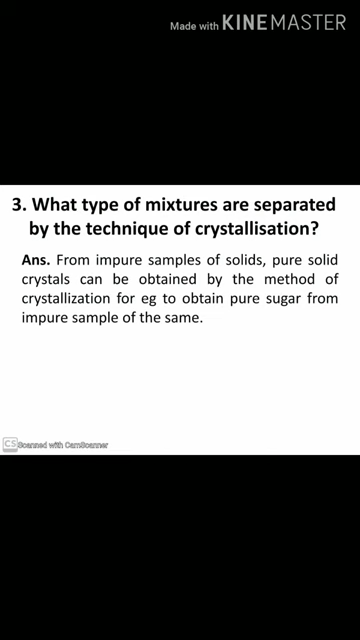 Made with KINEMASTER
3. What type of mixtures are separated
by the technique of crystallisation?
Ans. From impure samples of solids, pure solid
crystals can be obtained by the method of
crystallization for eg to obtain pure sugar from
impure sample of the same.
CS Scanned with CamScanner